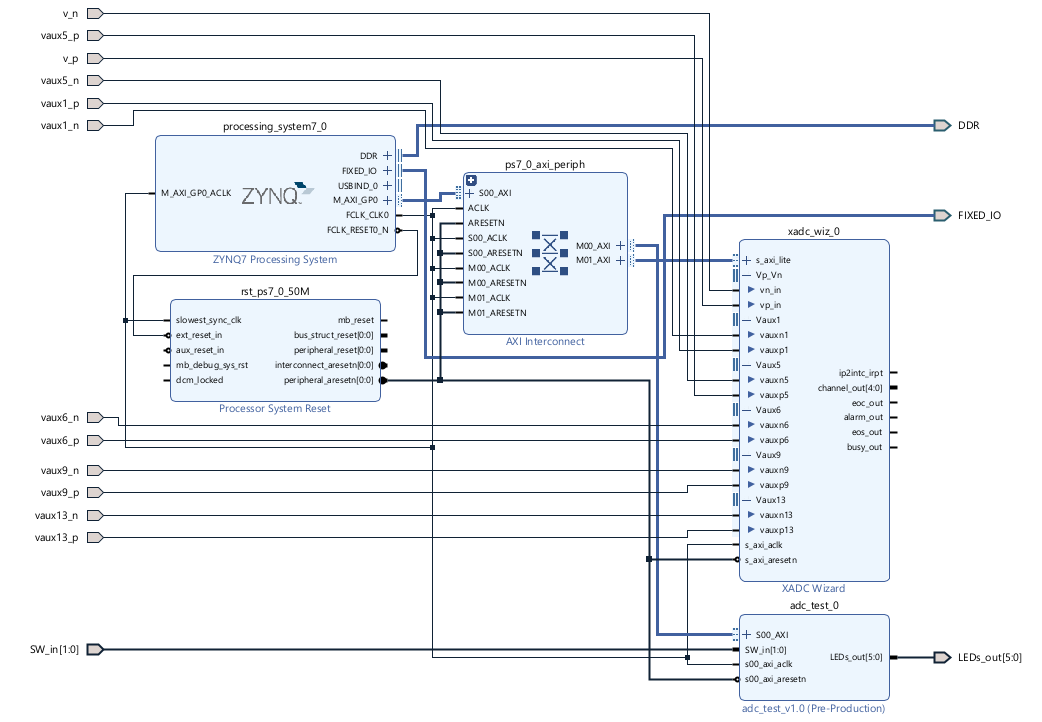 v_n
vaux5_p
v_p
vaux5_n
vaux1_p
vaux1_n
processing_system7_0
DDR
FIXED_IO
USBIND_0
M_AXI_GP0
FCLK_CLK0
FCLK_RESET0_N
M_AXI_GP0_ACLK
ZYNQ
ZYNQ7 Processing System
ps7_0_axi_periph
S00_AXI
ACLK
ARESETN
S00_ACLK
S00_ARESETN
M00_ACLK
M00_ARESETN
M01_ACLK
M01_ARESETN
M00_AXI
M01_AXI
AXI Interconnect
DDR
FIXED_IO
rst_ps7_0_50M
slowest_sync_clk
ext_reset_in
aux_reset_in
mb_debug_sys_rst
dcm_locked
mb_reset
bus_struct_reset[0:0]
peripheral_reset[0:0]
interconnect_aresetn[0:0]
peripheral_aresetn[0:0]
Processor System Reset
xadc_wiz_0
s_axi_lite
Vp_Vn
vn_in
vp_in
Vaux1
vauxn1
vauxp1
Vaux5
vauxn5
vauxp5
Vaux6
vauxn6
vauxp6
Vaux9
vauxn9
vauxp9
Vaux13
vauxn13
vauxp13
s_axi_aclk
s_axi_aresetn
ip2intc_irpt
channel_out[4:0]
eoc_out
alarm_out
eos_out
busy_out
XADC Wizard
vaux6_n
vaux6_p
vaux9_n
vaux9_p
vaux13_n
vaux13_p
SW_in[1:0]
adc_test_0
S00_AXI
SW_in[1:0]
s00_axi_aclk
s00_axi_aresetn
LEDs_out[5:0]
adc_test_v1.0 (Pre-Production)
LEDs_out[5:0]